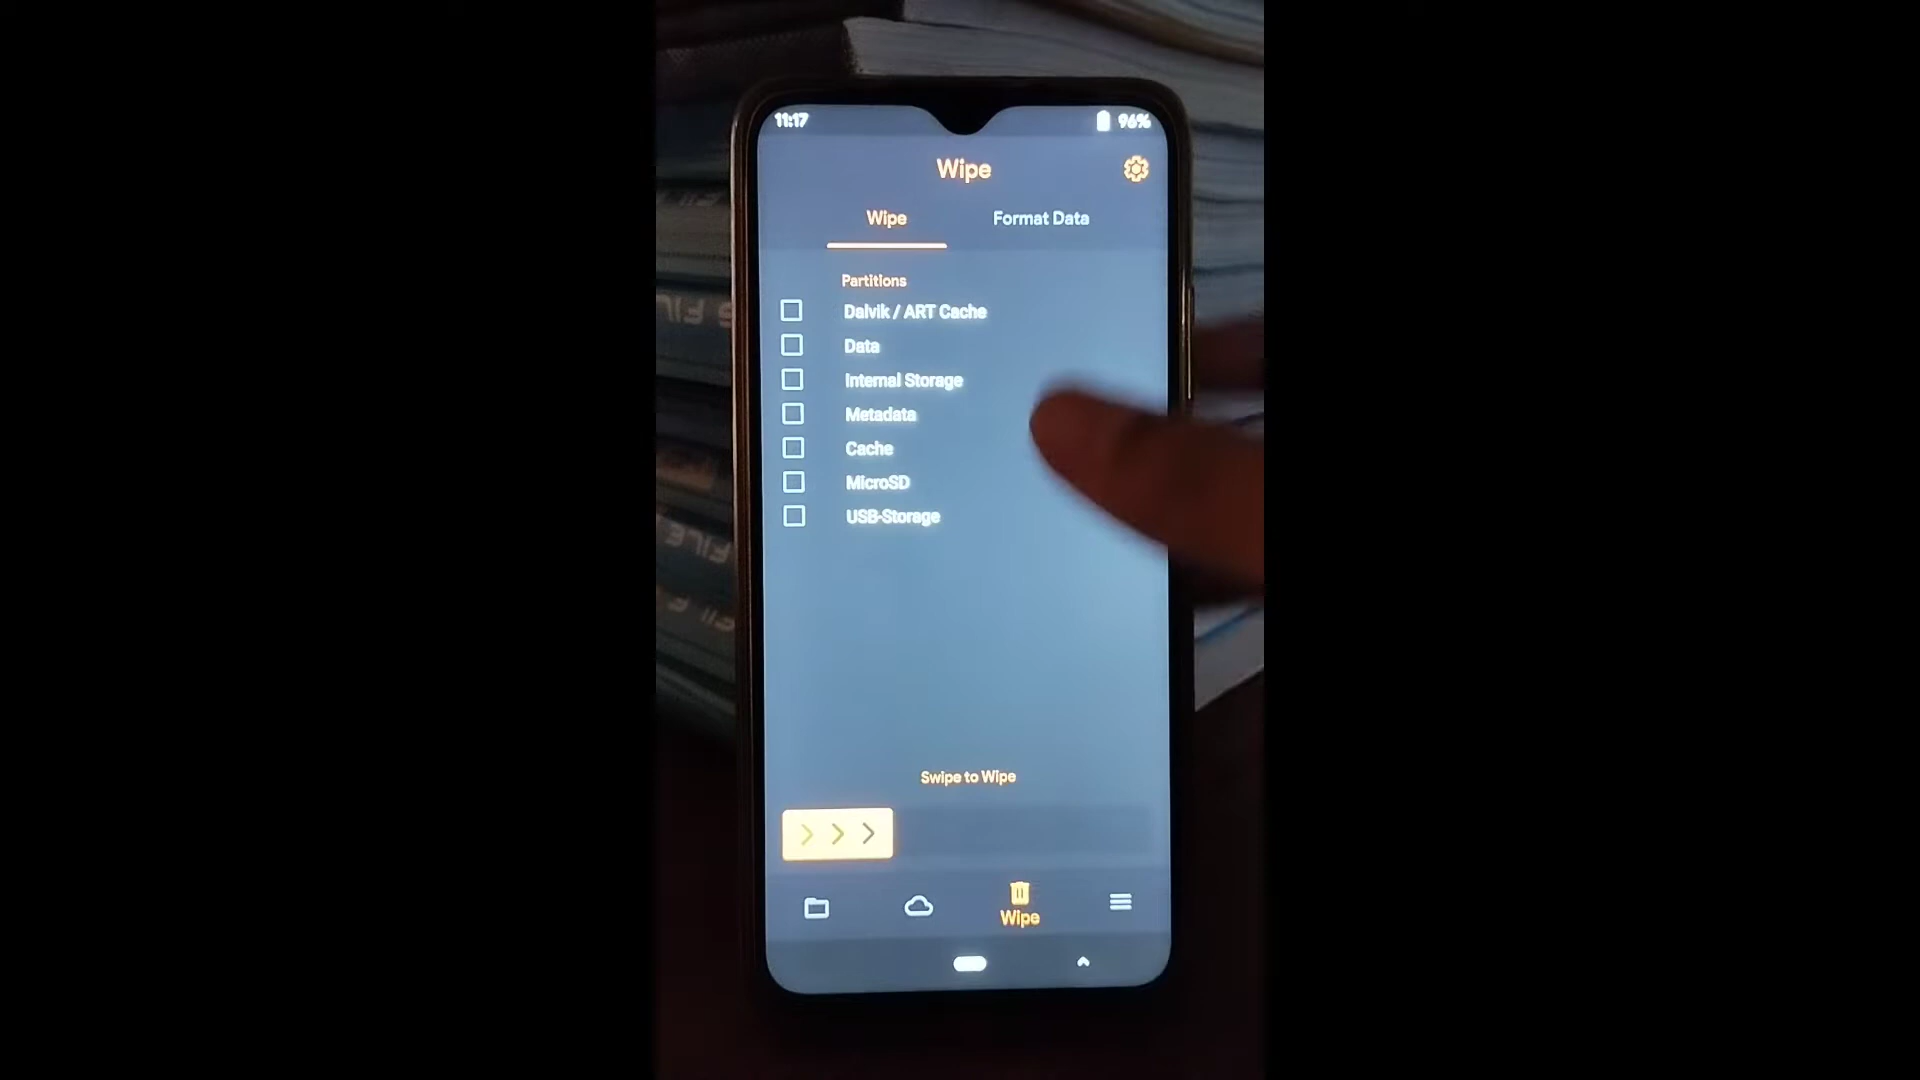 11:17
96%
Wipe
Wipe
Format Data
Partitions
Dalvik / ART Cache
Data
Internal Storage
Metadata
Cache
MicroSD
USB-Storage
Swipe to Wipe
Wipe
FILE